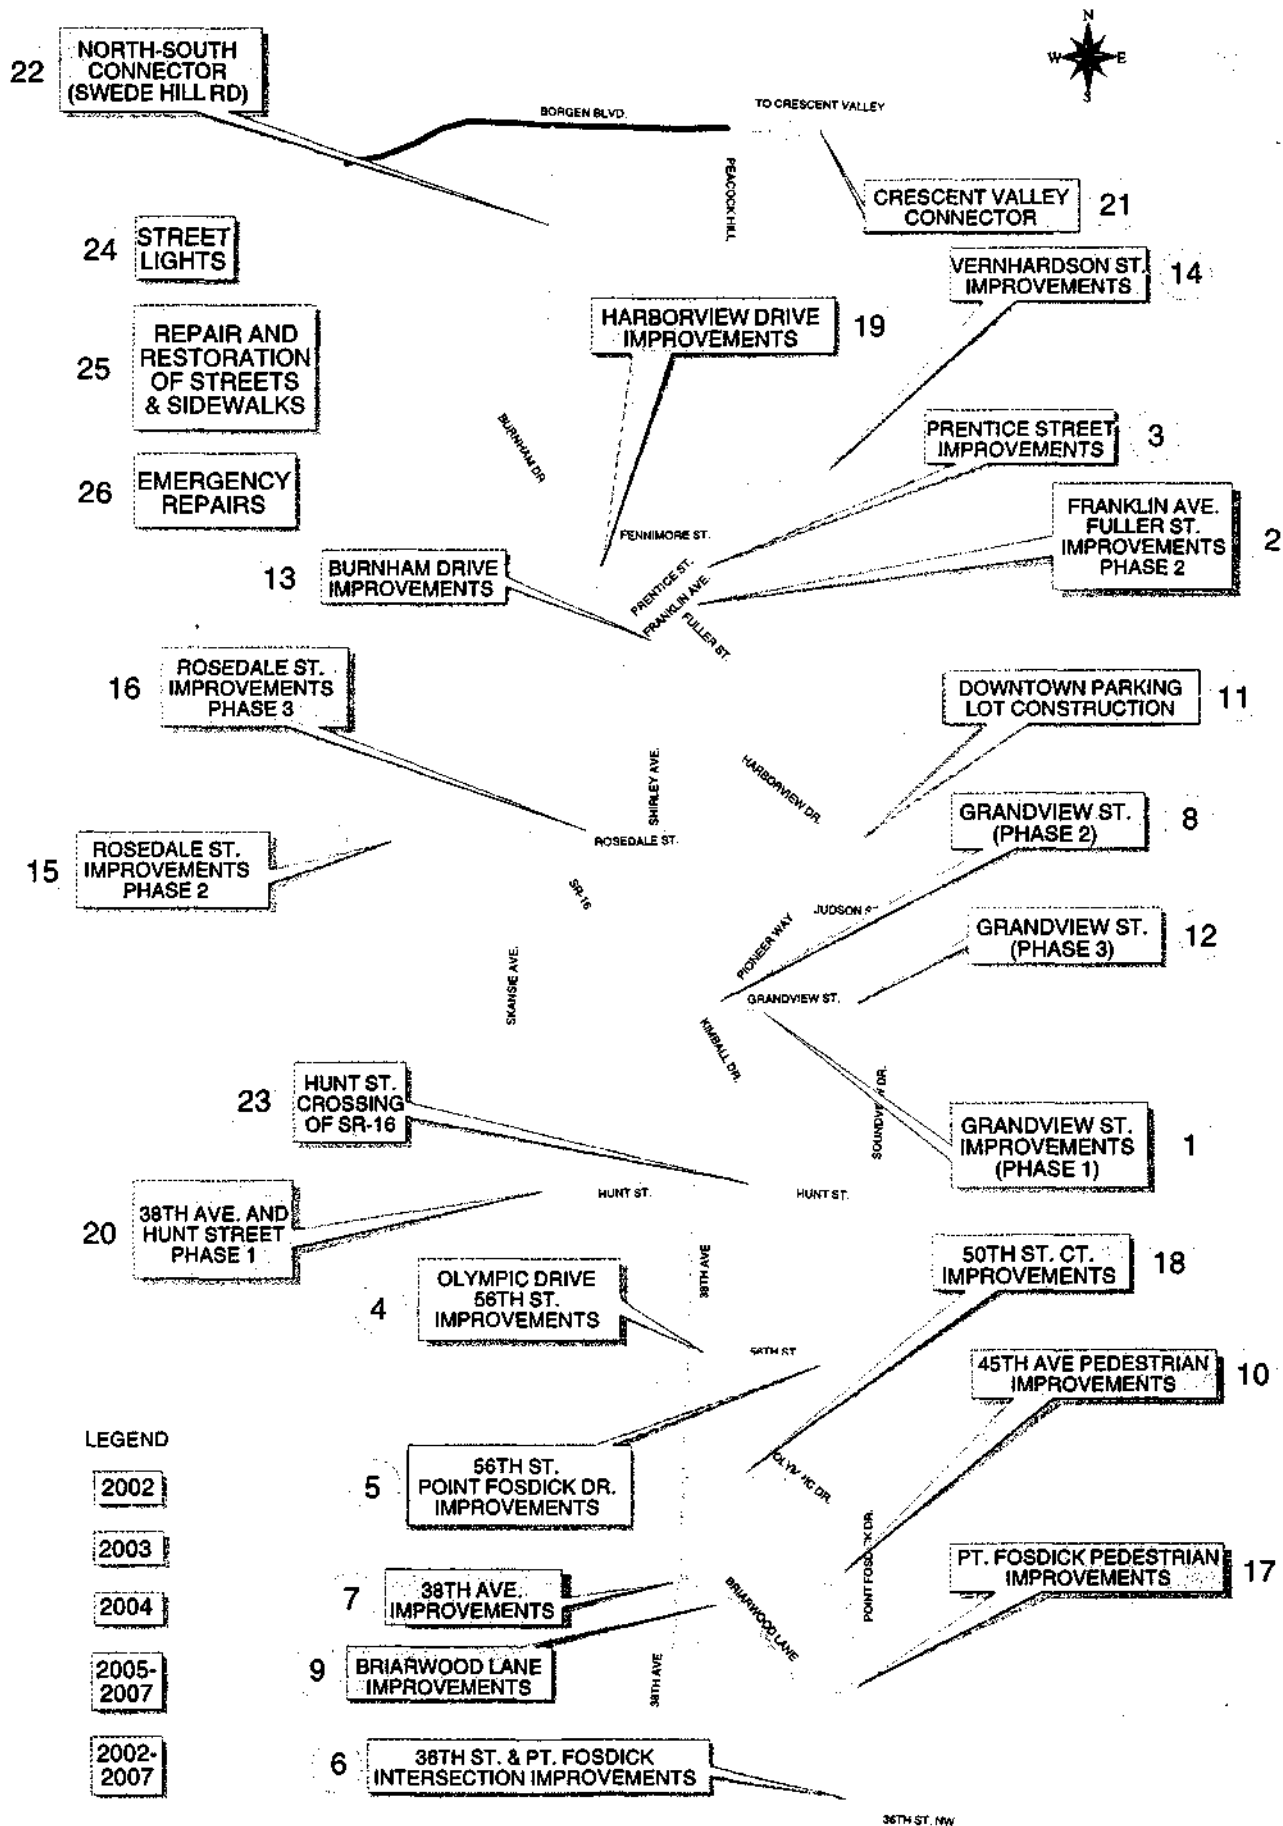 N
W E
S
22
NORTH-SOUTH
CONNECTOR
(SWEDE HILL RD)
BORGEN BLVD.
TO CRESCENT VALLEY
PEACOCK HILL
CRESCENT VALLEY
CONNECTOR
21
24
STREET
LIGHTS
VERNHARDSON ST.
IMPROVEMENTS
14
25
REPAIR AND
RESTORATION
OF STREETS
& SIDEWALKS
HARBORVIEW DRIVE
IMPROVEMENTS
19
BURNHAM DR
PRENTICE STREET
IMPROVEMENTS
3
26
EMERGENCY
REPAIRS
FRANKLIN AVE.
FULLER ST.
IMPROVEMENTS
PHASE 2
2
FENNIMORE ST.
13
BURNHAM DRIVE
IMPROVEMENTS
PRENTICE ST.
FRANKLIN AVE.
FULLER ST.
16
ROSEDALE ST.
IMPROVEMENTS
PHASE 3
DOWNTOWN PARKING
LOT CONSTRUCTION
11
SHIRLEY AVE.
HARBORVIEW DR.
GRANDVIEW ST.
(PHASE 2)
8
15
ROSEDALE ST.
IMPROVEMENTS
PHASE 2
ROSEDALE ST.
SR-16
JUDSON
PIONEER WAY
GRANDVIEW ST.
(PHASE 3)
12
SKANSIE AVE.
GRANDVIEW ST.
KIMBALL DR.
SOUNDVIEW DR.
23
HUNT ST.
CROSSING
OF SR-16
GRANDVIEW ST.
IMPROVEMENTS
(PHASE 1)
1
20
38TH AVE. AND
HUNT STREET
PHASE 1
HUNT ST.
HUNT ST.
38TH AVE
4
OLYMPIC DRIVE
56TH ST.
IMPROVEMENTS
50TH ST. CT.
IMPROVEMENTS
18
56TH ST
45TH AVE PEDESTRIAN
IMPROVEMENTS
10
LEGEND
2002
2003
2004
2005-
2007
2002-
2007
5
56TH ST.
POINT FOSDICK DR.
IMPROVEMENTS
OLYMPIC DR.
POINT FOSDICK DR.
PT. FOSDICK PEDESTRIAN
IMPROVEMENTS
17
7
38TH AVE.
IMPROVEMENTS
BRIARWOOD LANE
9
BRIARWOOD LANE
IMPROVEMENTS
38TH AVE
6
36TH ST. & PT. FOSDICK
INTERSECTION IMPROVEMENTS
36TH ST. NW